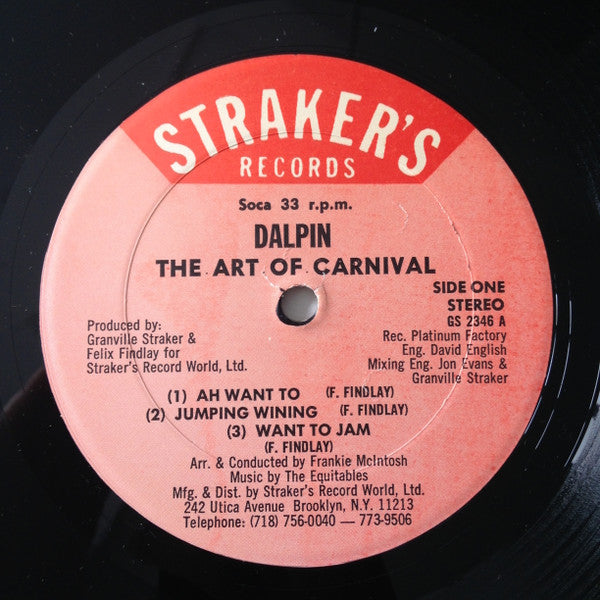 STRAKER'S
RECORDS
Soca 33 r.p.m.
DALPIN
THE ART OF CARNIVAL
SIDE ONE
STEREO
GS 2346 A
Produced by:
Granville Straker &
Felix Findlay for
Straker's Record World, Ltd.
Rec. Platinum Factory
Eng. David English
Mixing Eng. Jon Evans &
Granville Straker
(1) AH WANT TO (F. FINDLAY)
(2) JUMPING WINING (F. FINDLAY)
(3) WANT TO JAM
(F. FINDLAY)
Arr. & Conducted by Frankie McIntosh
Music by The Equitables
Mfg. & Dist. by Straker's Record World, Ltd.
242 Utica Avenue Brooklyn, N.Y. 11213
Telephone: (718) 756-0040 — 773-9506